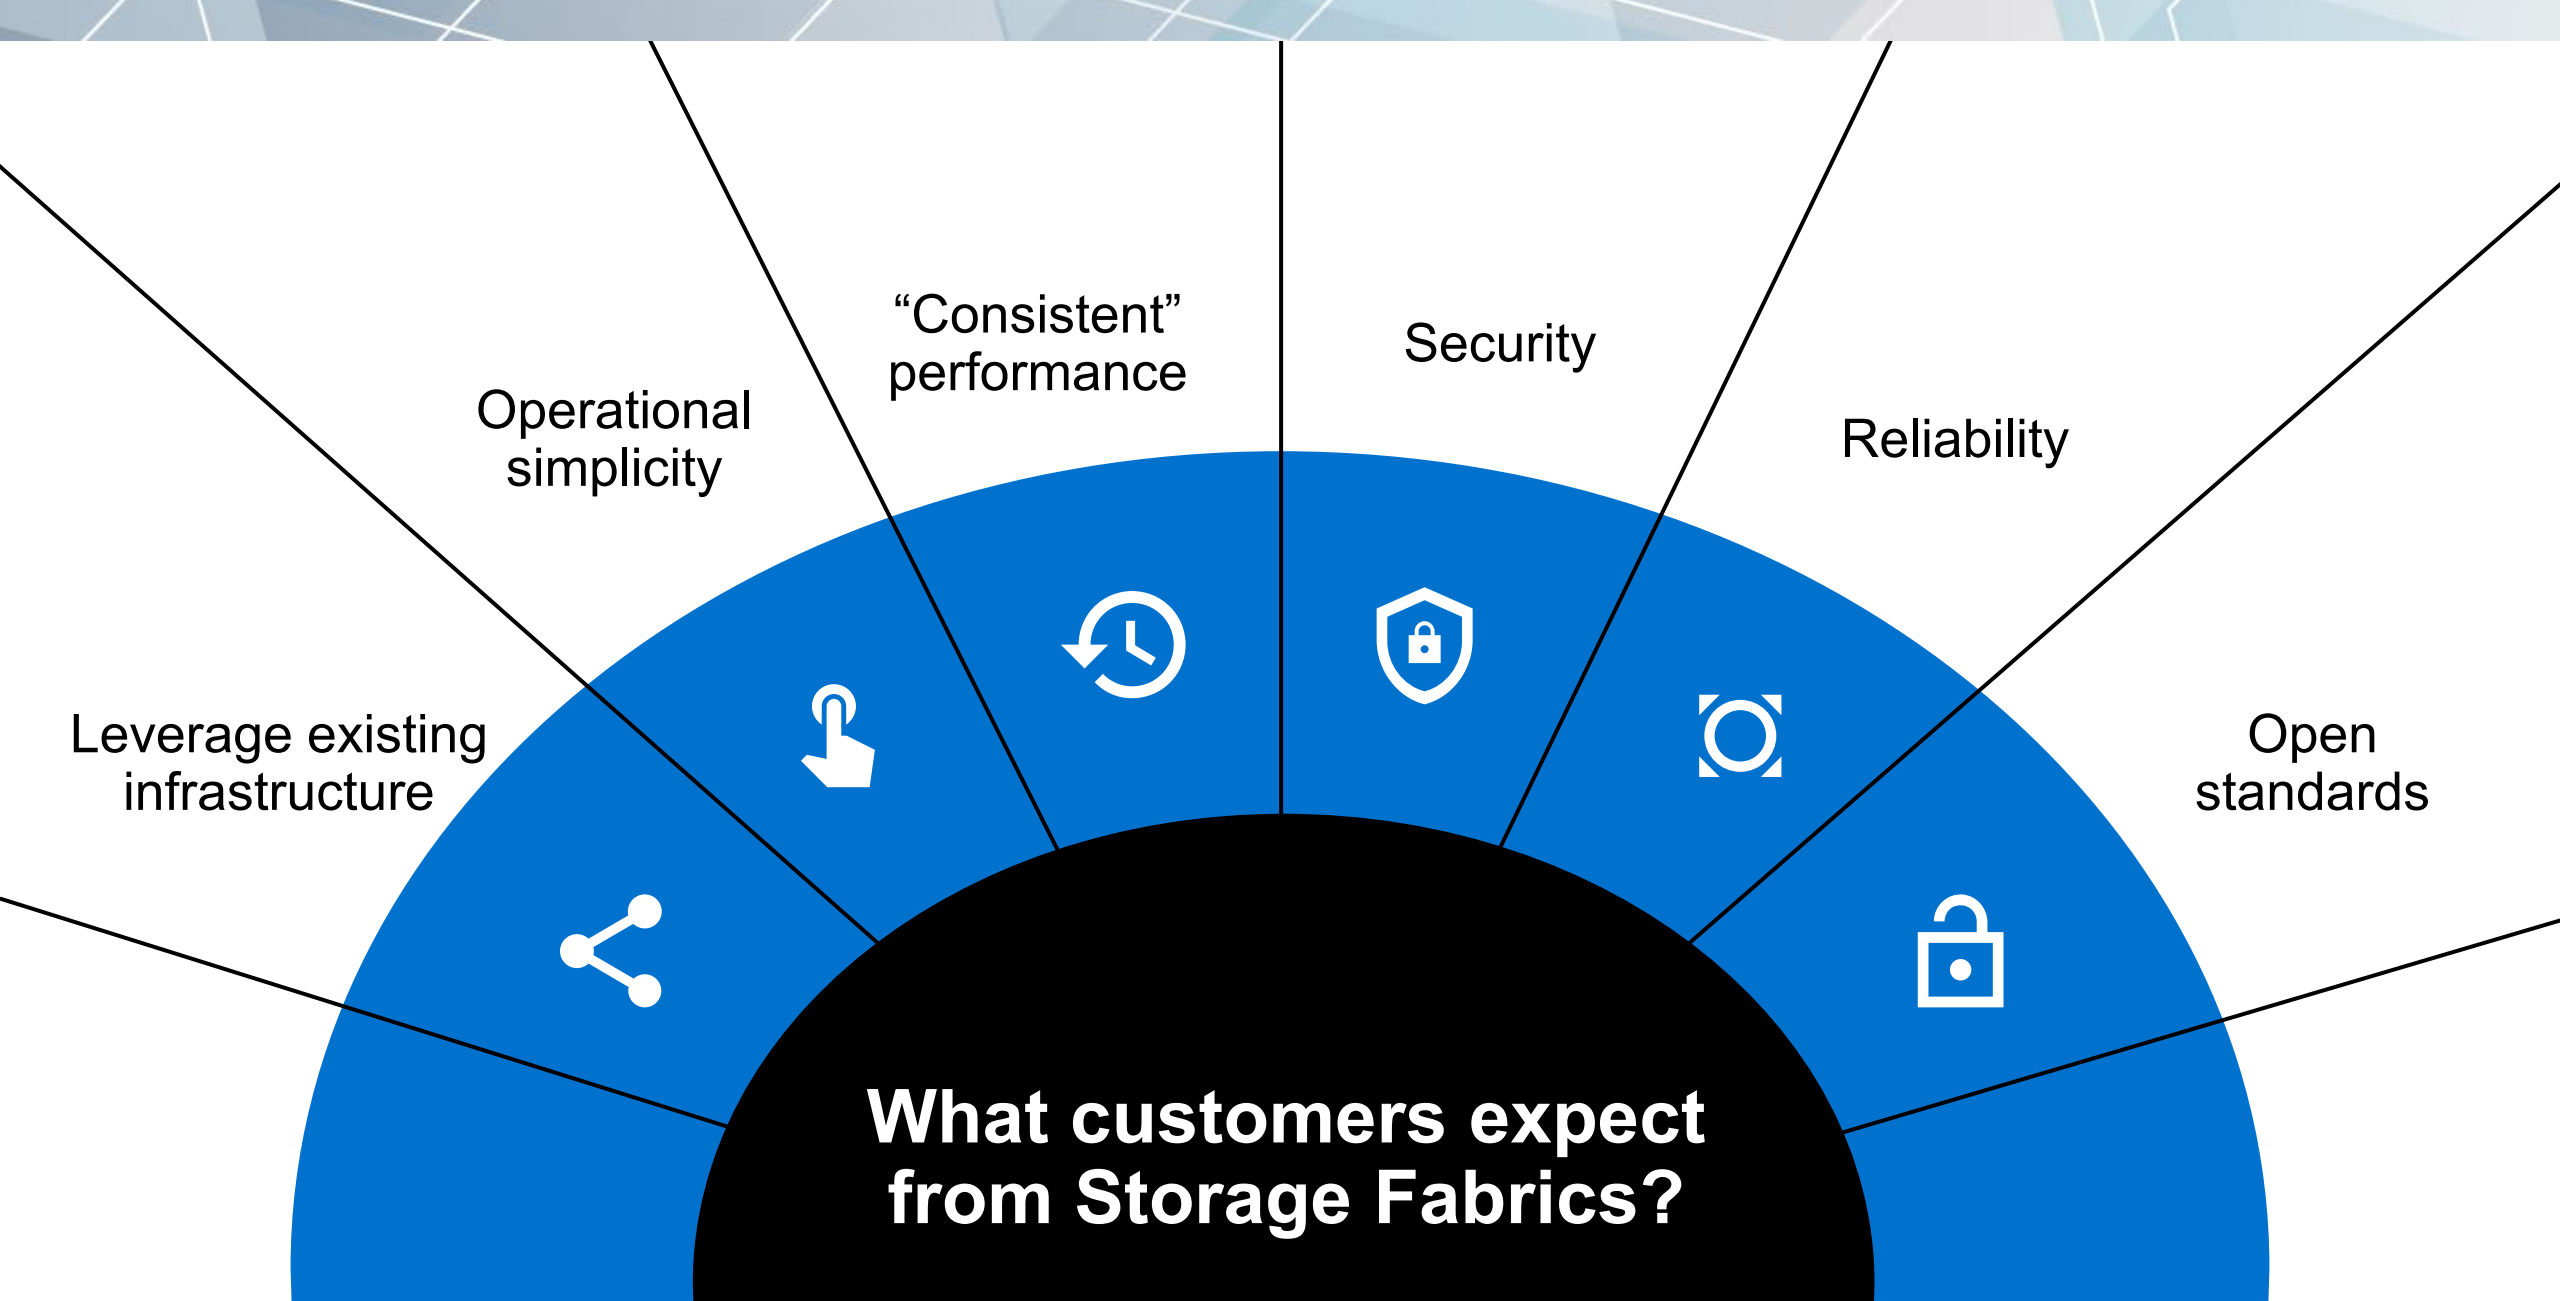 Leverage existing
infrastructure
Operational
simplicity
“Consistent”
performance
Security
Reliability
Open
standards
What customers expect
from Storage Fabrics?